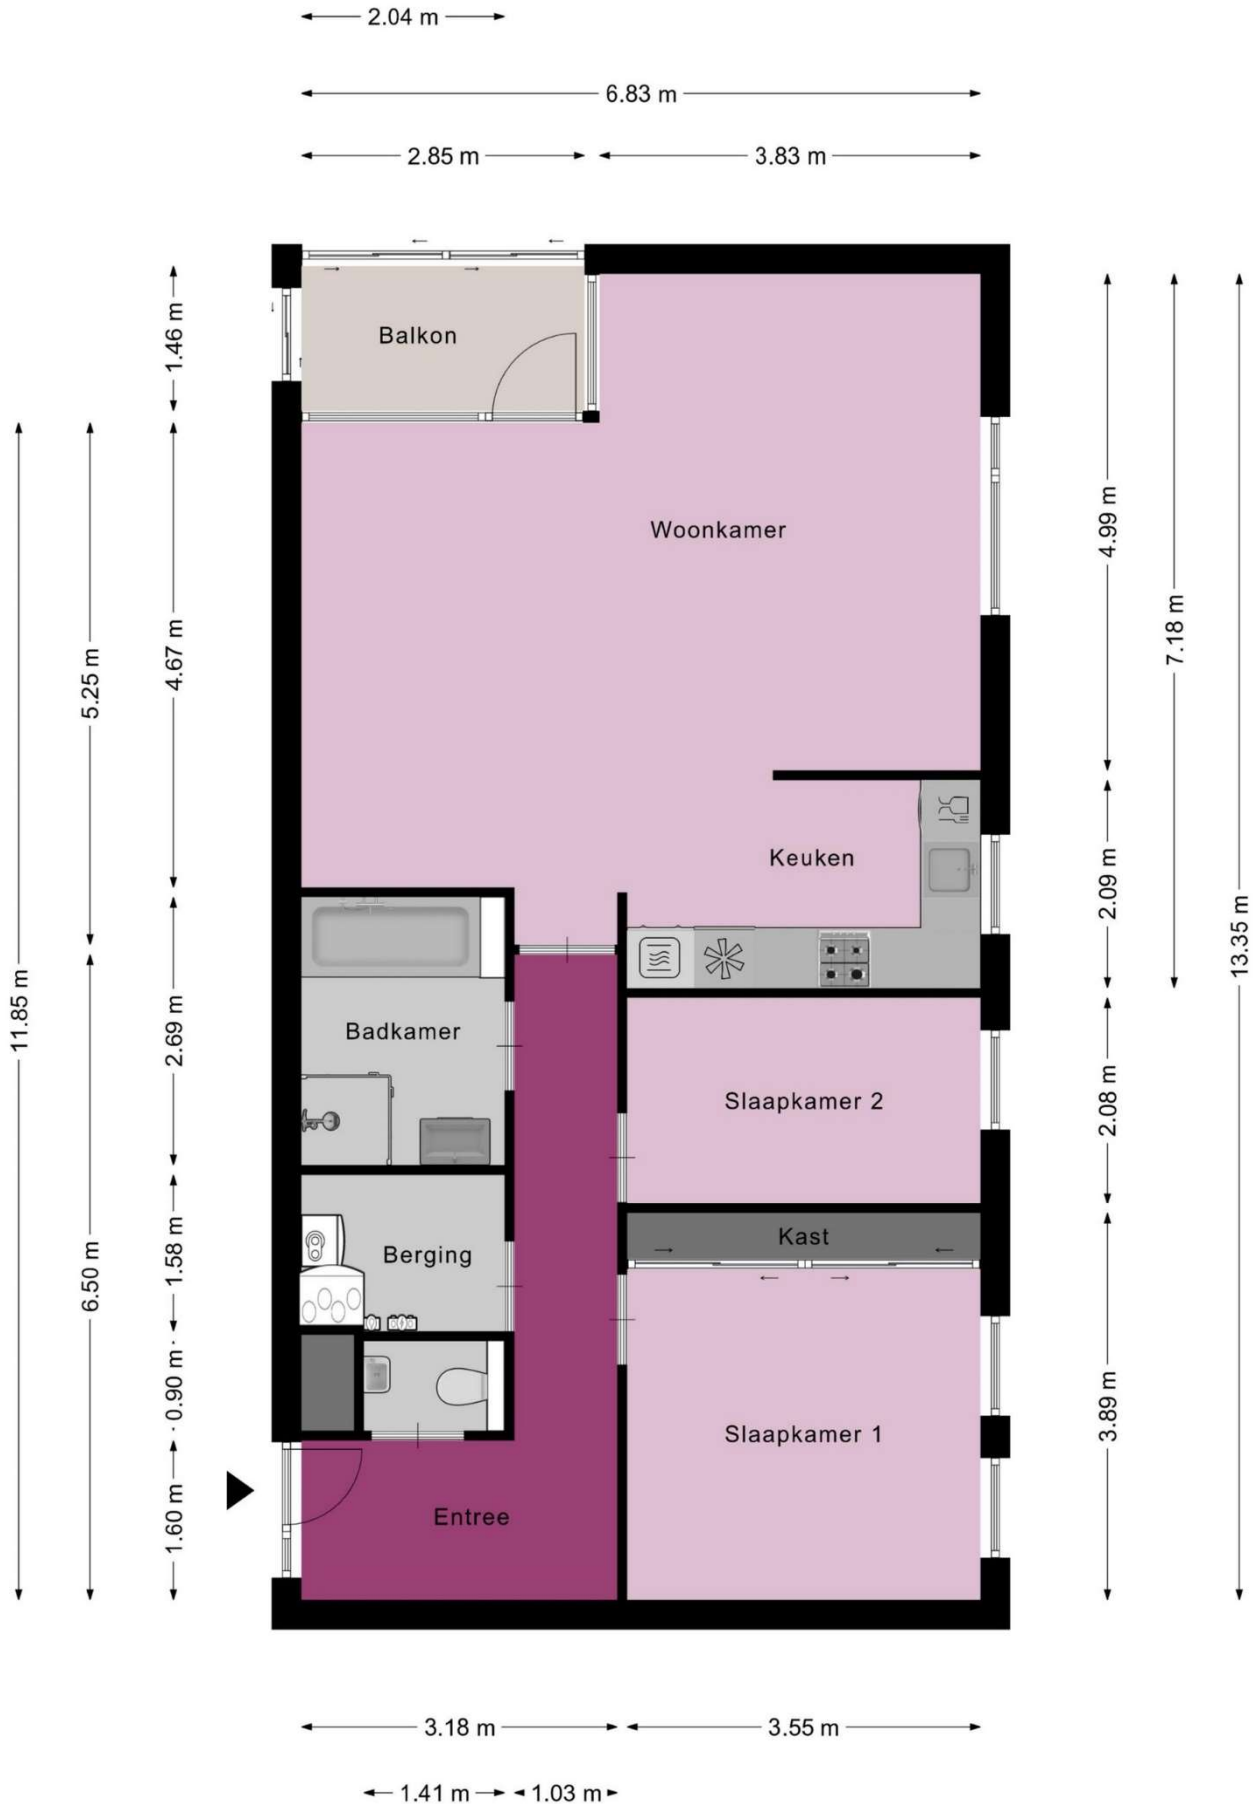 2.04 m
6.83 m
2.85 m
3.83 m
1.46 m
Balkon
Woonkamer
4.99 m
7.18 m
4.67 m
5.25 m
Keuken
2.09 m
13.35 m
11.85 m
2.69 m
Badkamer
Slaapkamer 2
2.08 m
Kast
1.58 m
Berging
6.50 m
0.90 m
3.89 m
Slaapkamer 1
1.60 m
Entree
3.18 m
3.55 m
1.41 m
1.03 m